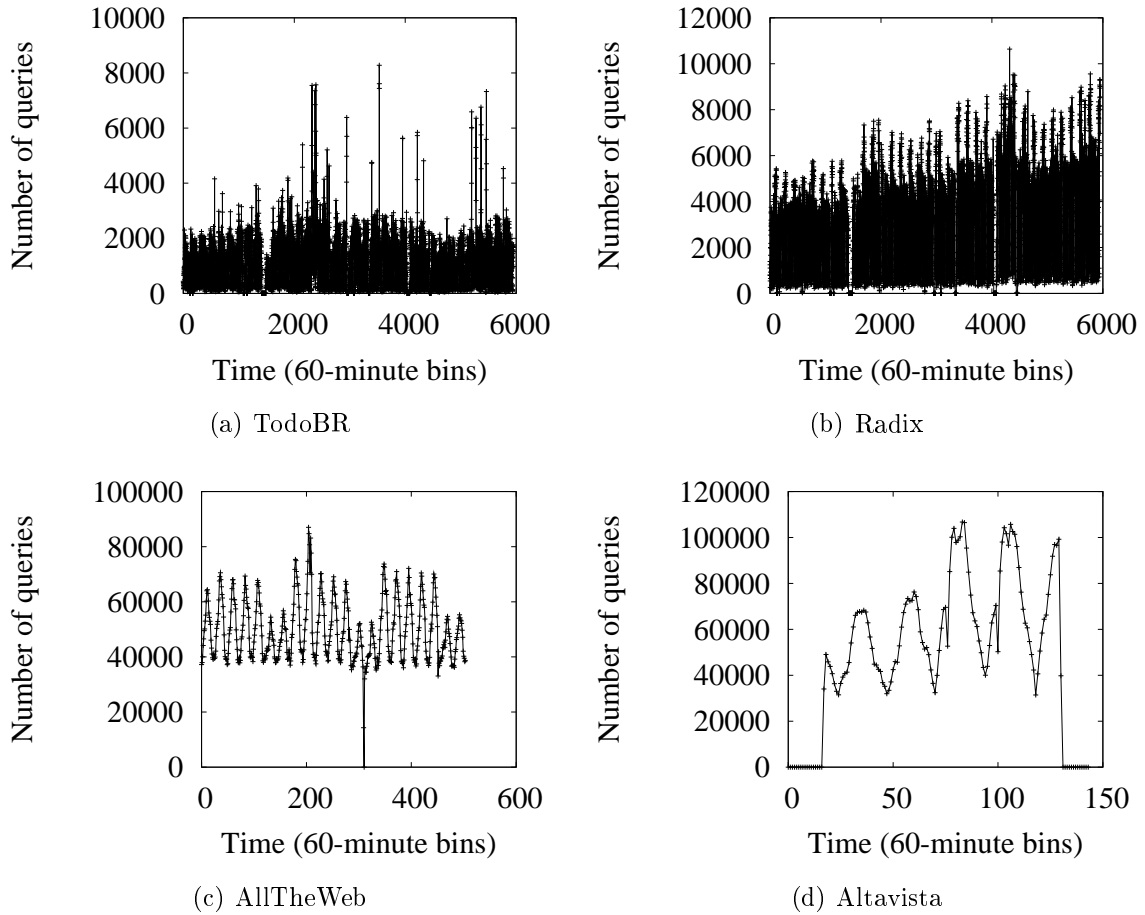 Number of queries
10000
8000
6000
4000
2000
0
0 2000 4000 6000
Time (60-minute bins)
(a) TodoBR
Number of queries
12000
10000
8000
6000
4000
2000
0
0 2000 4000 6000
Time (60-minute bins)
(b) Radix
Number of queries
100000
80000
60000
40000
20000
0
0 200 400 600
Time (60-minute bins)
(c) AllTheWeb
Number of queries
120000
100000
80000
60000
40000
20000
0
0 50 100 150
Time (60-minute bins)
(d) Altavista